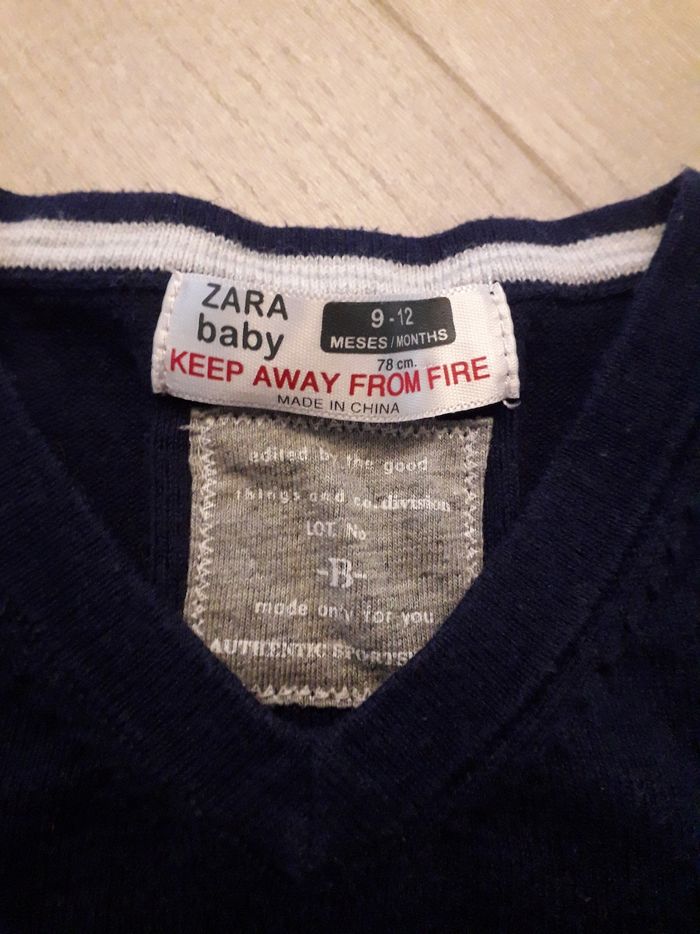 ZARA
baby
9-12
MESES/MONTHS
78 cm.
KEEP AWAY FROM FIRE
MADE IN CHINA
edited by the good
things and co. division
LOT. No
-B-
made only for you
AUTHENTIC